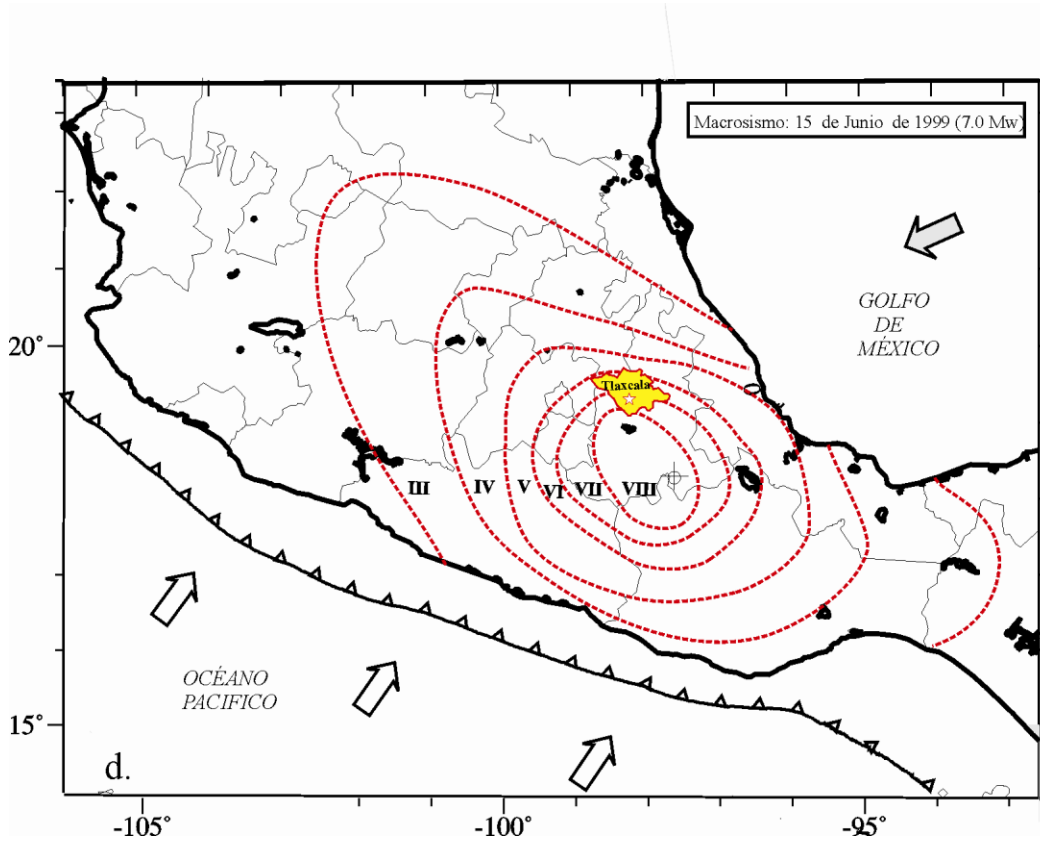 Macrosismo: 15 de Junio de 1999 (7.0 Mw)
GOLFO
DE
MÉXICO
20°
Tlaxcala
III
IV
V
VI
VII
VIII
OCÉANO
PACIFICO
15°
d.
-105°
-100°
-95°